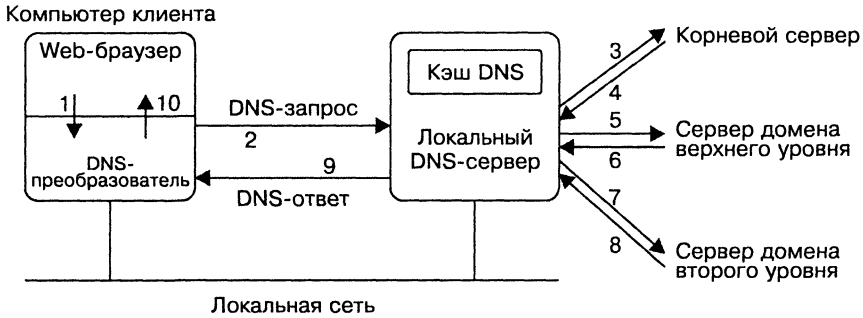 Компьютер клиента
Web-браузер
1
10
DNS-преобразователь
DNS-запрос
2
9
DNS-ответ
Кэш DNS
Локальный
DNS-сервер
3
4
Корневой сервер
5
6
Сервер домена
верхнего уровня
7
8
Сервер домена
второго уровня
Локальная сеть